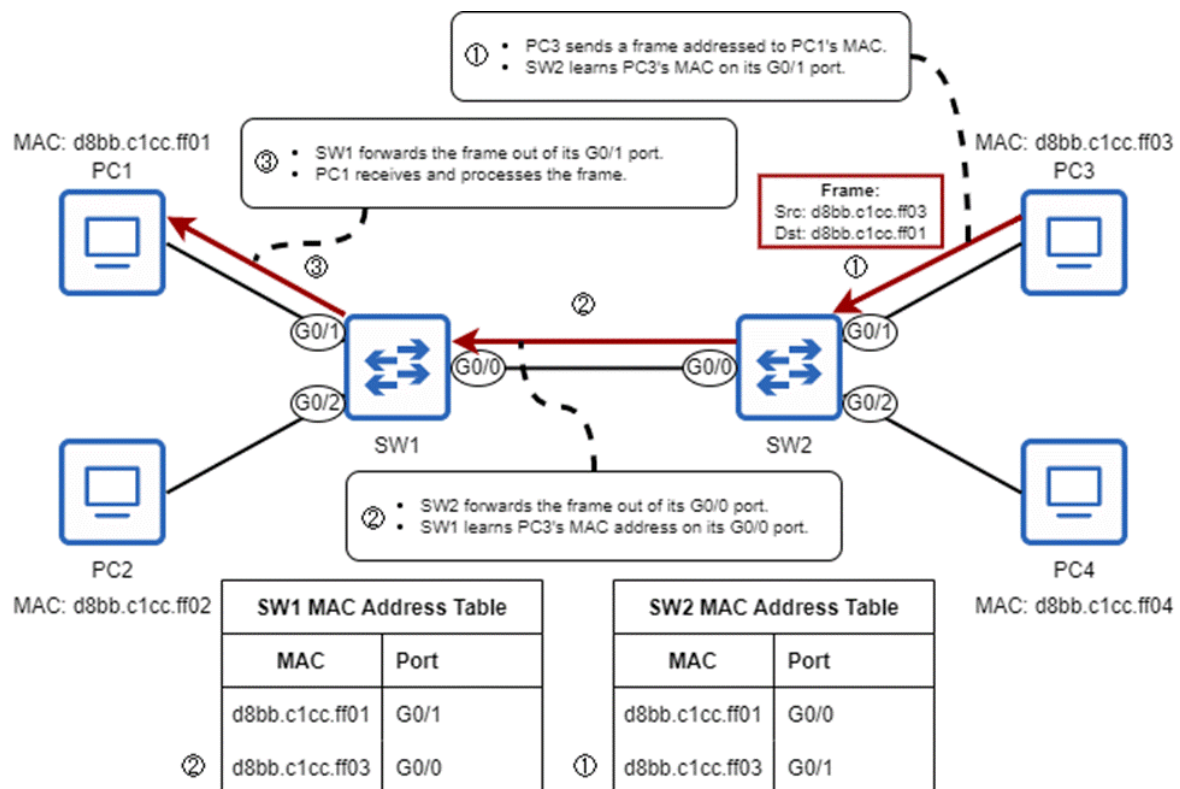 ① • PC3 sends a frame addressed to PC1's MAC.
• SW2 learns PC3's MAC on its G0/1 port.
MAC: d8bb.c1cc.ff01
PC1
③ • SW1 forwards the frame out of its G0/1 port.
• PC1 receives and processes the frame.
MAC: d8bb.c1cc.ff03
PC3
Frame:
Src: d8bb.c1cc.ff03
Dst: d8bb.c1cc.ff01
③
②
①
G0/1
G0/0
G0/0
G0/1
G0/2
G0/2
SW1
SW2
② • SW2 forwards the frame out of its G0/0 port.
• SW1 learns PC3's MAC address on its G0/0 port.
PC2
MAC: d8bb.c1cc.ff02
PC4
MAC: d8bb.c1cc.ff04
SW1 MAC Address Table
MAC Port
d8bb.c1cc.ff01 G0/1
② d8bb.c1cc.ff03 G0/0
SW2 MAC Address Table
MAC Port
d8bb.c1cc.ff01 G0/0
① d8bb.c1cc.ff03 G0/1